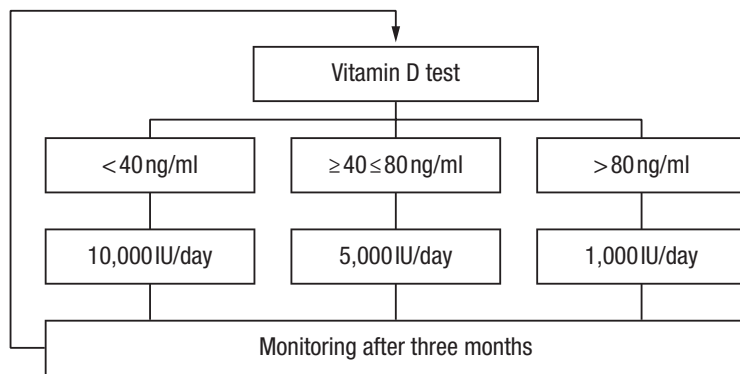 Vitamin D test
<40 ng/ml
≥40≤80 ng/ml
>80 ng/ml
10,000 IU/day
5,000 IU/day
1,000 IU/day
Monitoring after three months